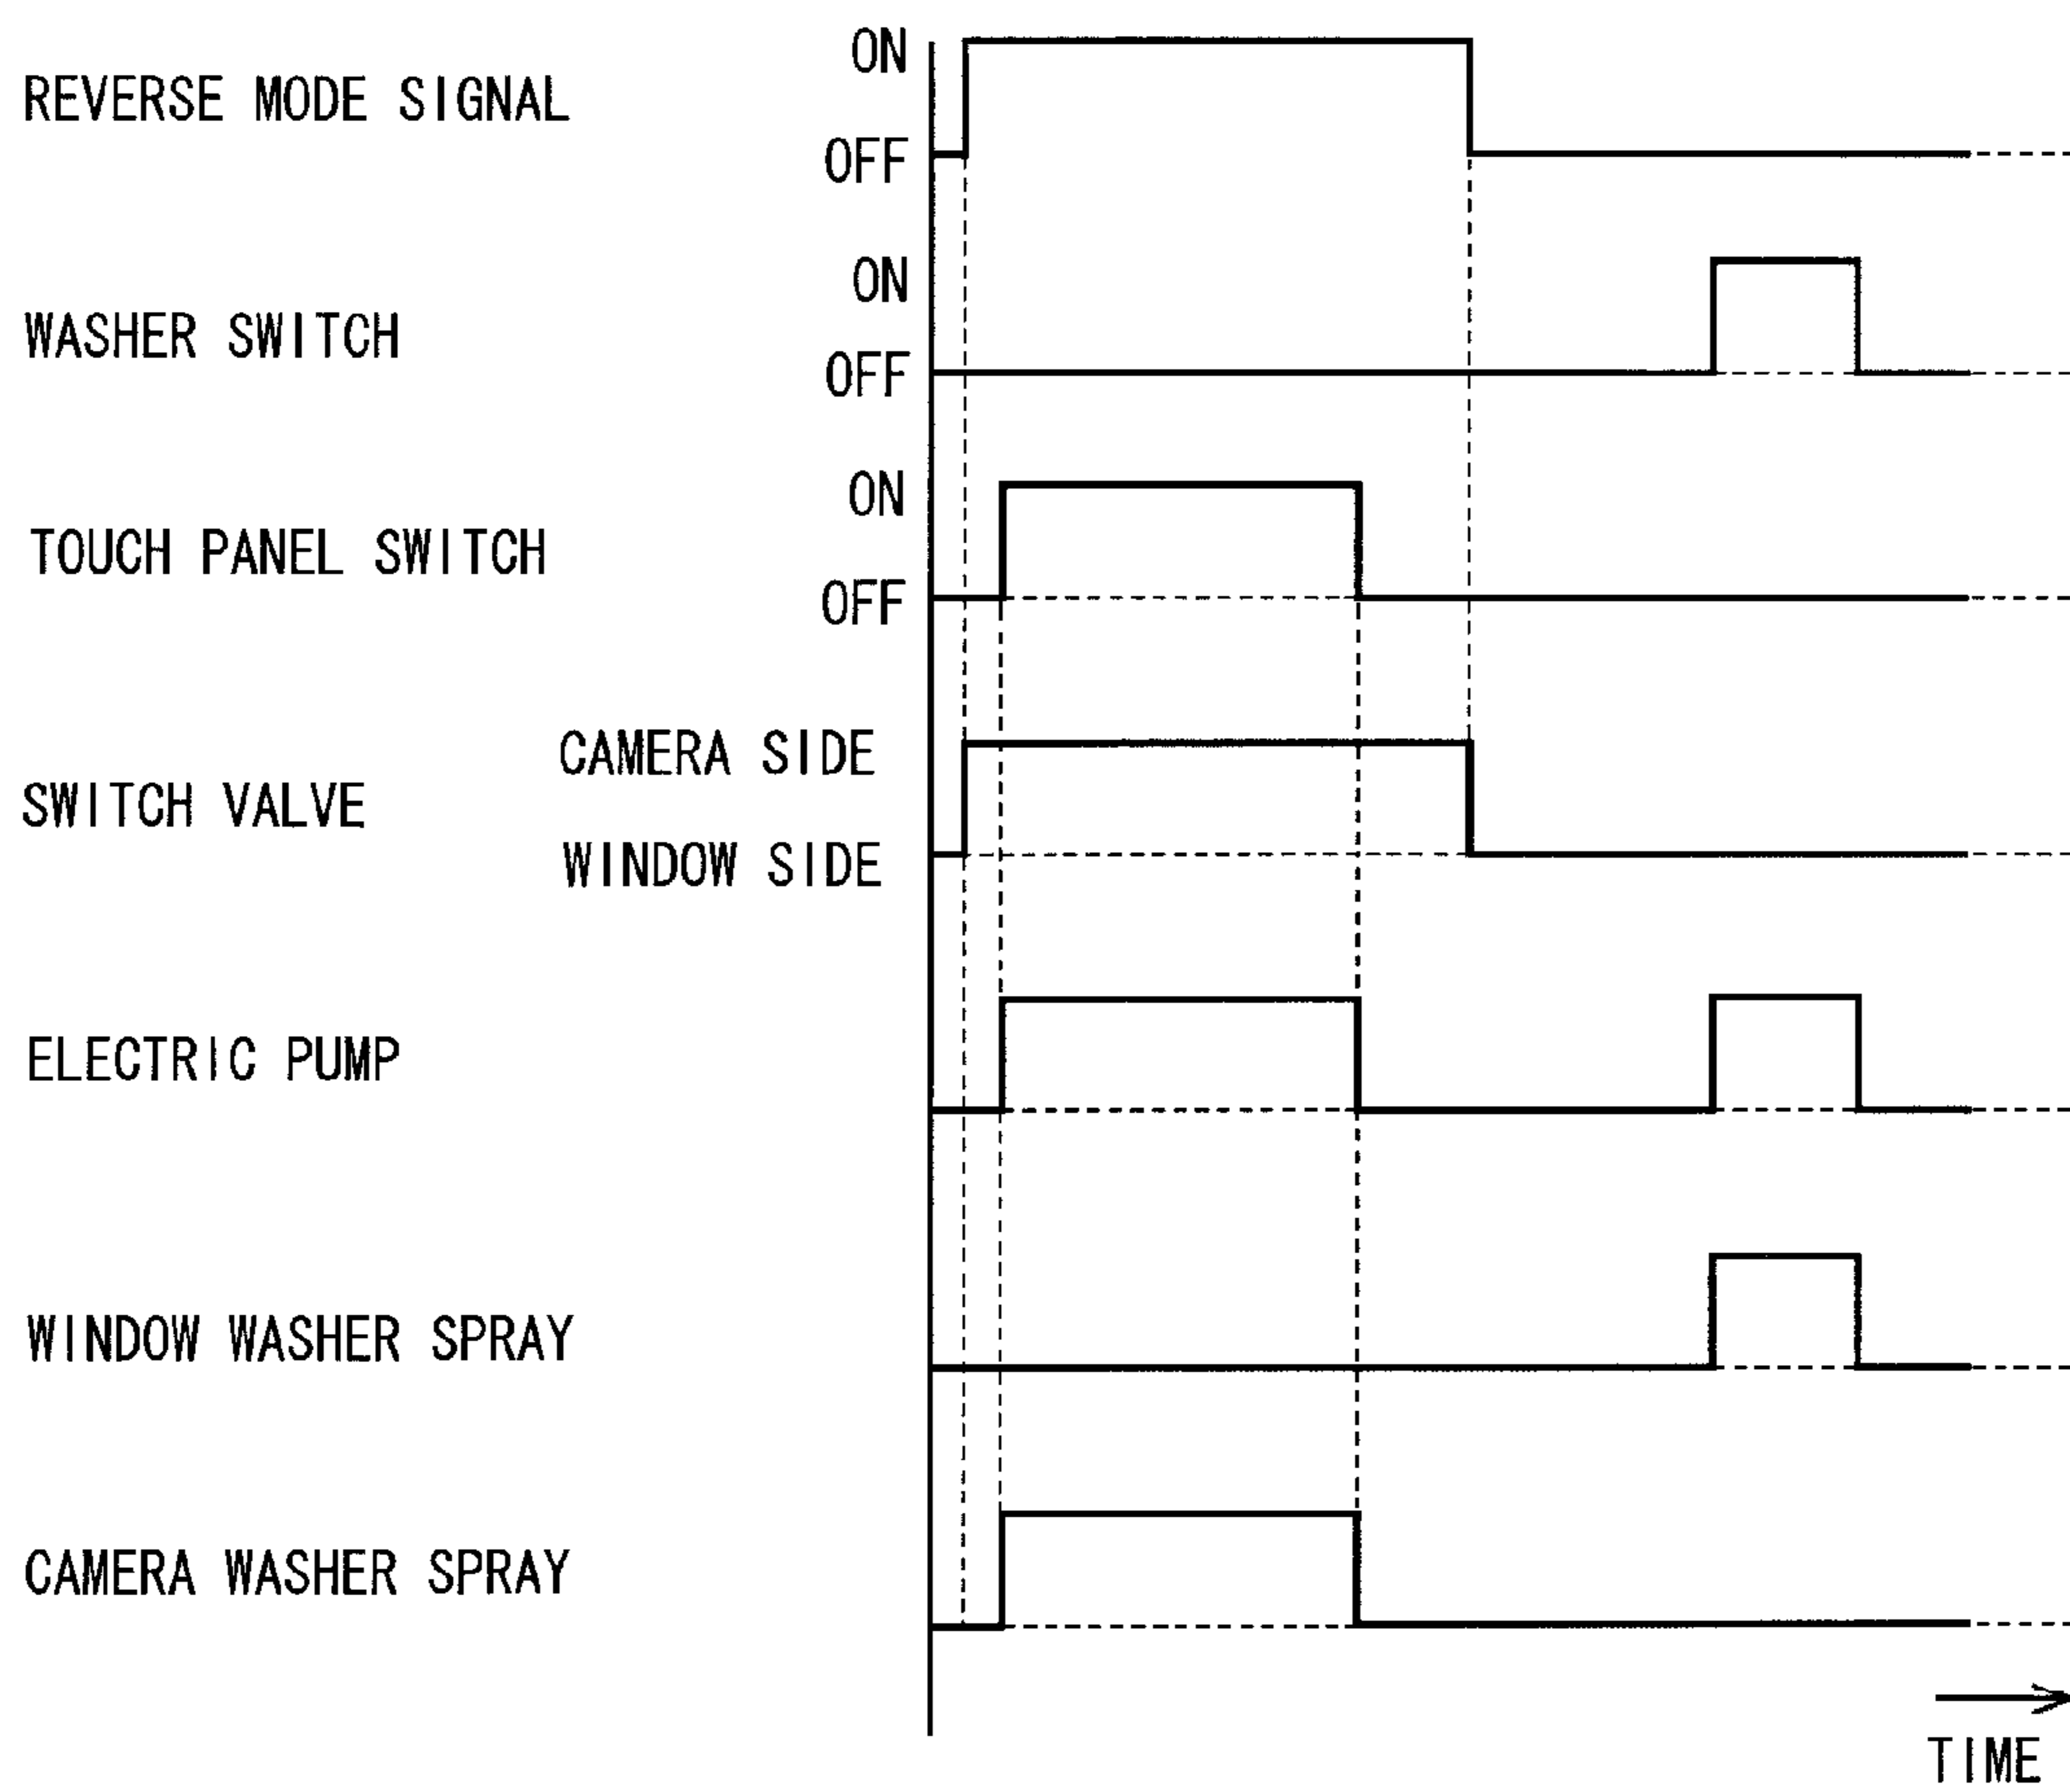 ON
REVERSE MODE SIGNAL
OFF
ON
WASHER SWITCH
OFF
ON
TOUCH PANEL SWITCH
OFF
CAMERA SIDE
SWITCH VALVE
WINDOW SIDE
ELECTRIC PUMP
WINDOW WASHER SPRAY
CAMERA WASHER SPRAY
TIME